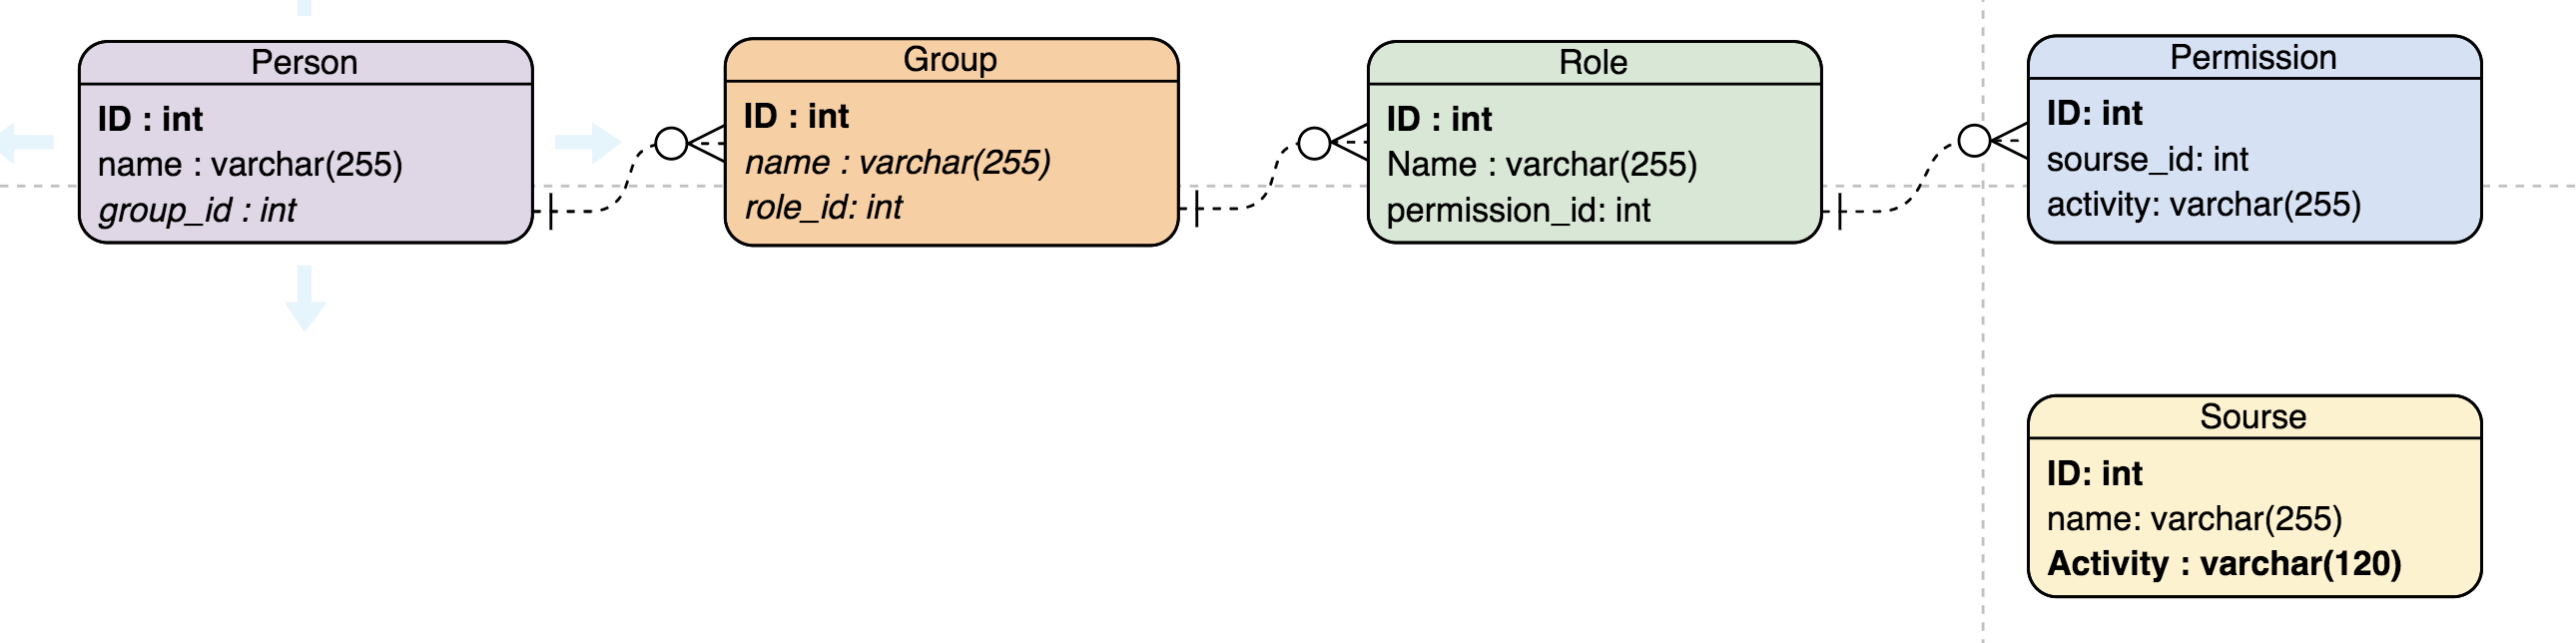 Person
ID : int
name : varchar(255)
group_id : int
Group
ID : int
name : varchar(255)
role_id: int
Role
ID : int
Name : varchar(255)
permission_id: int
Permission
ID: int
sourse_id: int
activity: varchar(255)
Sourse
ID: int
name: varchar(255)
Activity : varchar(120)